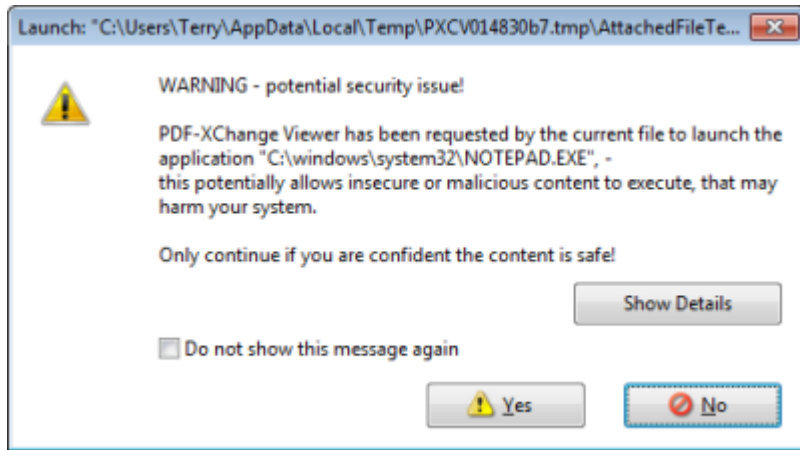 Launch: "C:\Users\Terry\AppData\Local\Temp\PXCV014830b7.tmp\AttachedFileTe...
WARNING - potential security issue!
PDF-XChange Viewer has been requested by the current file to launch the
application "C:\windows\system32\NOTEPAD.EXE", -
this potentially allows insecure or malicious content to execute, that may
harm your system.
Only continue if you are confident the content is safe!
Show Details
Do not show this message again
Yes
No